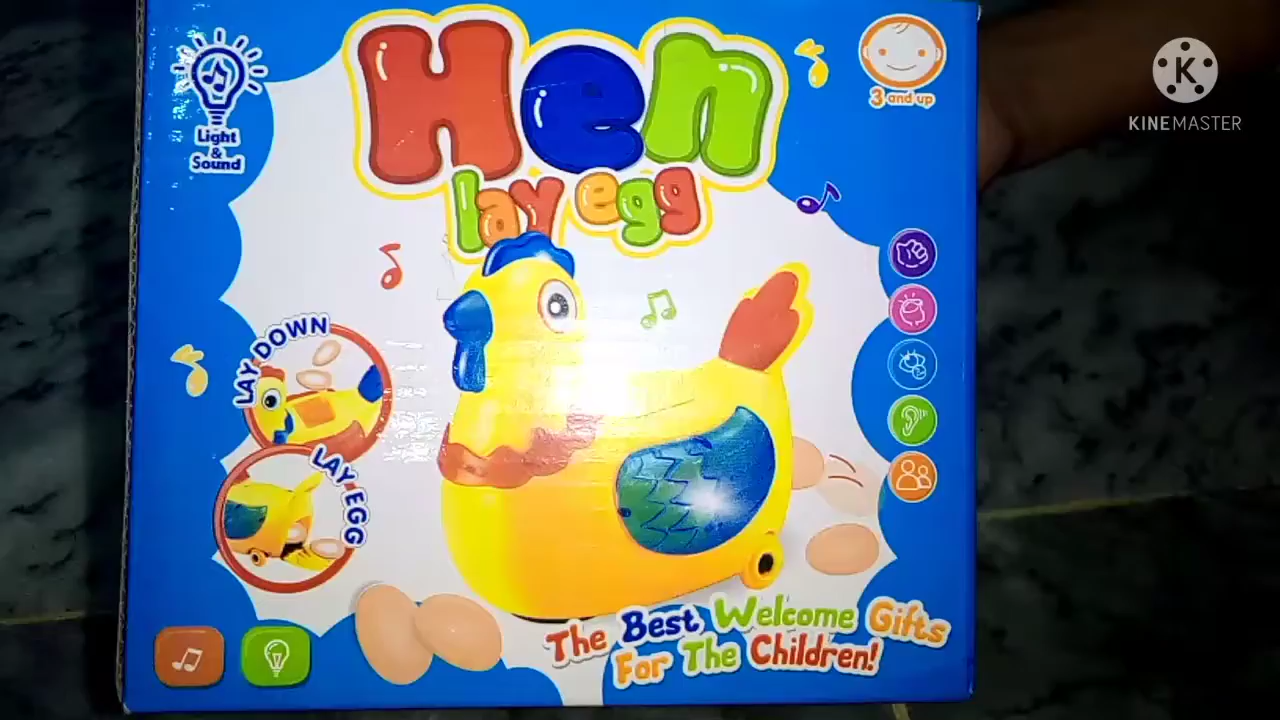 Hen
lay egg
Light
&
Sound
3 and up
K
KINEMASTER
LAY DOWN
LAY EGG
The Best Welcome Gifts
For The Children!